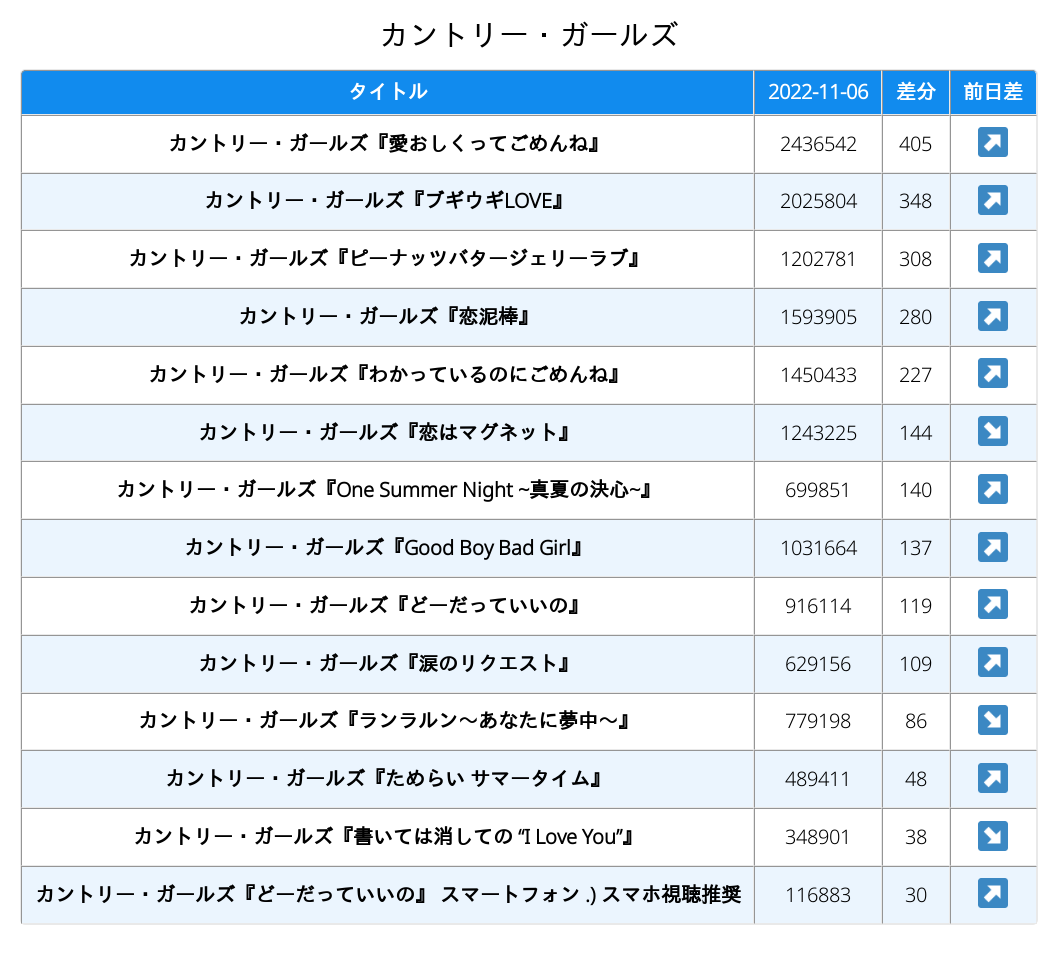 カントリー・ガールズ
タイトル 2022-11-06 差分 前日差
カントリー・ガールズ『愛おしくってごめんね』 2436542 405 ↗
カントリー・ガールズ『ブギウギLOVE』 2025804 348 ↗
カントリー・ガールズ『ピーナッツバタージェリーラブ』 1202781 308 ↗
カントリー・ガールズ『恋泥棒』 1593905 280 ↗
カントリー・ガールズ『わかっているのにごめんね』 1450433 227 ↗
カントリー・ガールズ『恋はマグネット』 1243225 144 ↘
カントリー・ガールズ『One Summer Night ~真夏の決心~』 699851 140 ↗
カントリー・ガールズ『Good Boy Bad Girl』 1031664 137 ↗
カントリー・ガールズ『どーだっていいの』 916114 119 ↗
カントリー・ガールズ『涙のリクエスト』 629156 109 ↗
カントリー・ガールズ『ランラルン～あなたに夢中～』 779198 86 ↘
カントリー・ガールズ『ためらい サマータイム』 489411 48 ↗
カントリー・ガールズ『書いては消しての “I Love You”』 348901 38 ↘
カントリー・ガールズ『どーだっていいの』 スマートフォン .) スマホ視聴推奨 116883 30 ↗